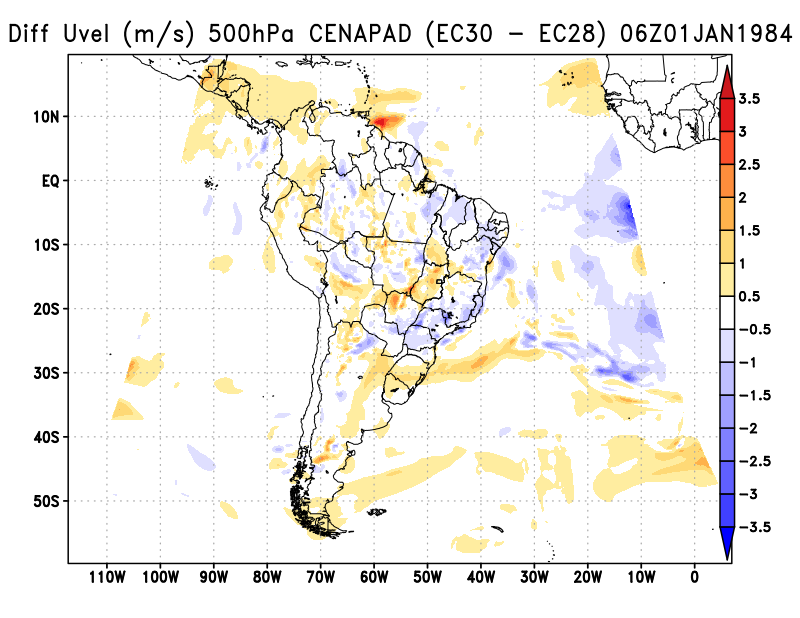 Diff Uvel (m/s) 500hPa CENAPAD (EC30 − EC28) 06Z01JAN1984
10N
EQ
10S
20S
30S
40S
50S
110W 100W 90W 80W 70W 60W 50W 40W 30W 20W 10W 0
3.5
3
2.5
2
1.5
1
0.5
−0.5
−1
−1.5
−2
−2.5
−3
−3.5